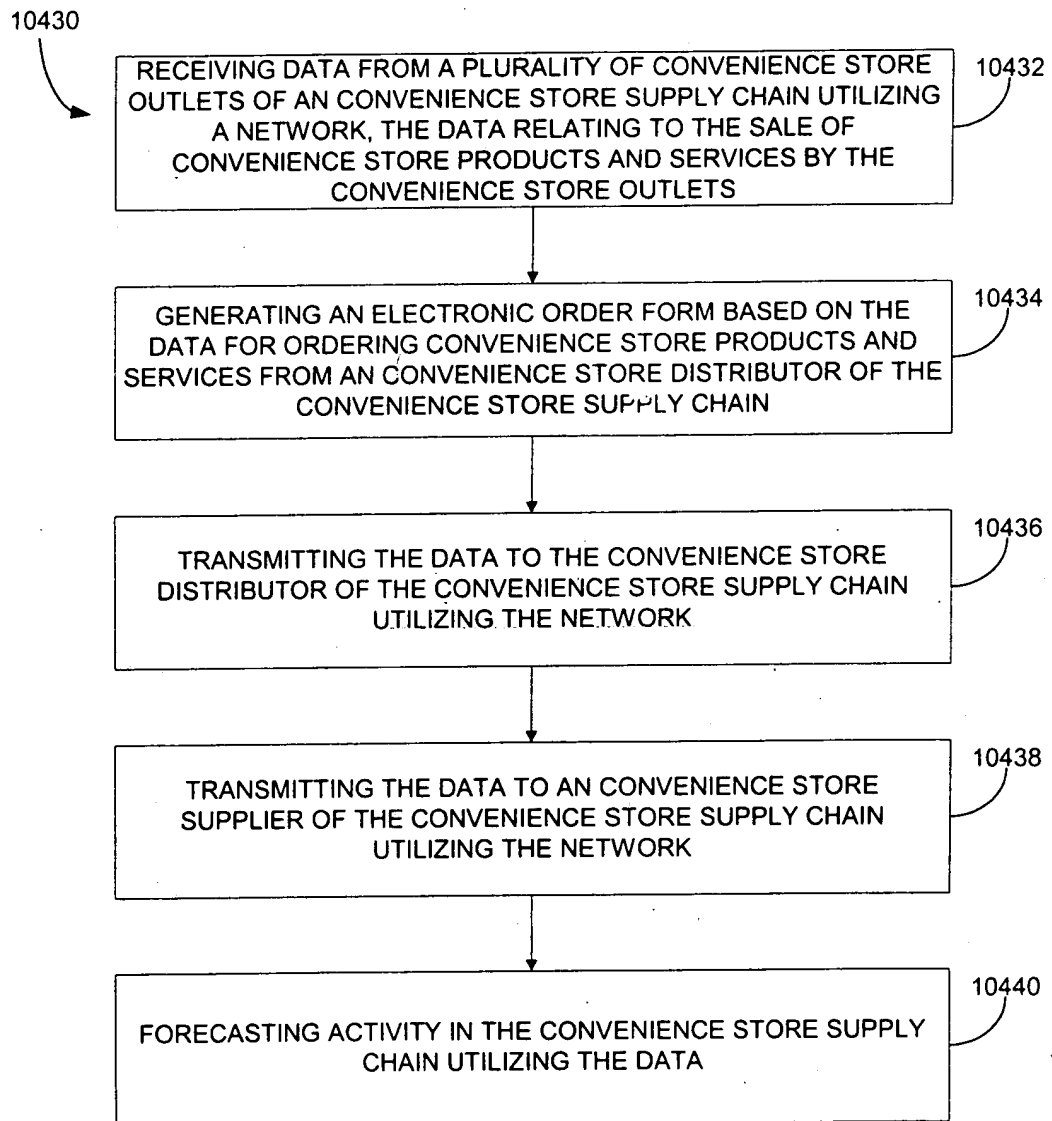 10430
RECEIVING DATA FROM A PLURALITY OF CONVENIENCE STORE
OUTLETS OF AN CONVENIENCE STORE SUPPLY CHAIN UTILIZING
A NETWORK, THE DATA RELATING TO THE SALE OF
CONVENIENCE STORE PRODUCTS AND SERVICES BY THE
CONVENIENCE STORE OUTLETS
10432
GENERATING AN ELECTRONIC ORDER FORM BASED ON THE
DATA FOR ORDERING CONVENIENCE STORE PRODUCTS AND
SERVICES FROM AN CONVENIENCE STORE DISTRIBUTOR OF THE
CONVENIENCE STORE SUPPLY CHAIN
10434
TRANSMITTING THE DATA TO THE CONVENIENCE STORE
DISTRIBUTOR OF THE CONVENIENCE STORE SUPPLY CHAIN
UTILIZING THE NETWORK
10436
TRANSMITTING THE DATA TO AN CONVENIENCE STORE
SUPPLIER OF THE CONVENIENCE STORE SUPPLY CHAIN
UTILIZING THE NETWORK
10438
FORECASTING ACTIVITY IN THE CONVENIENCE STORE SUPPLY
CHAIN UTILIZING THE DATA
10440